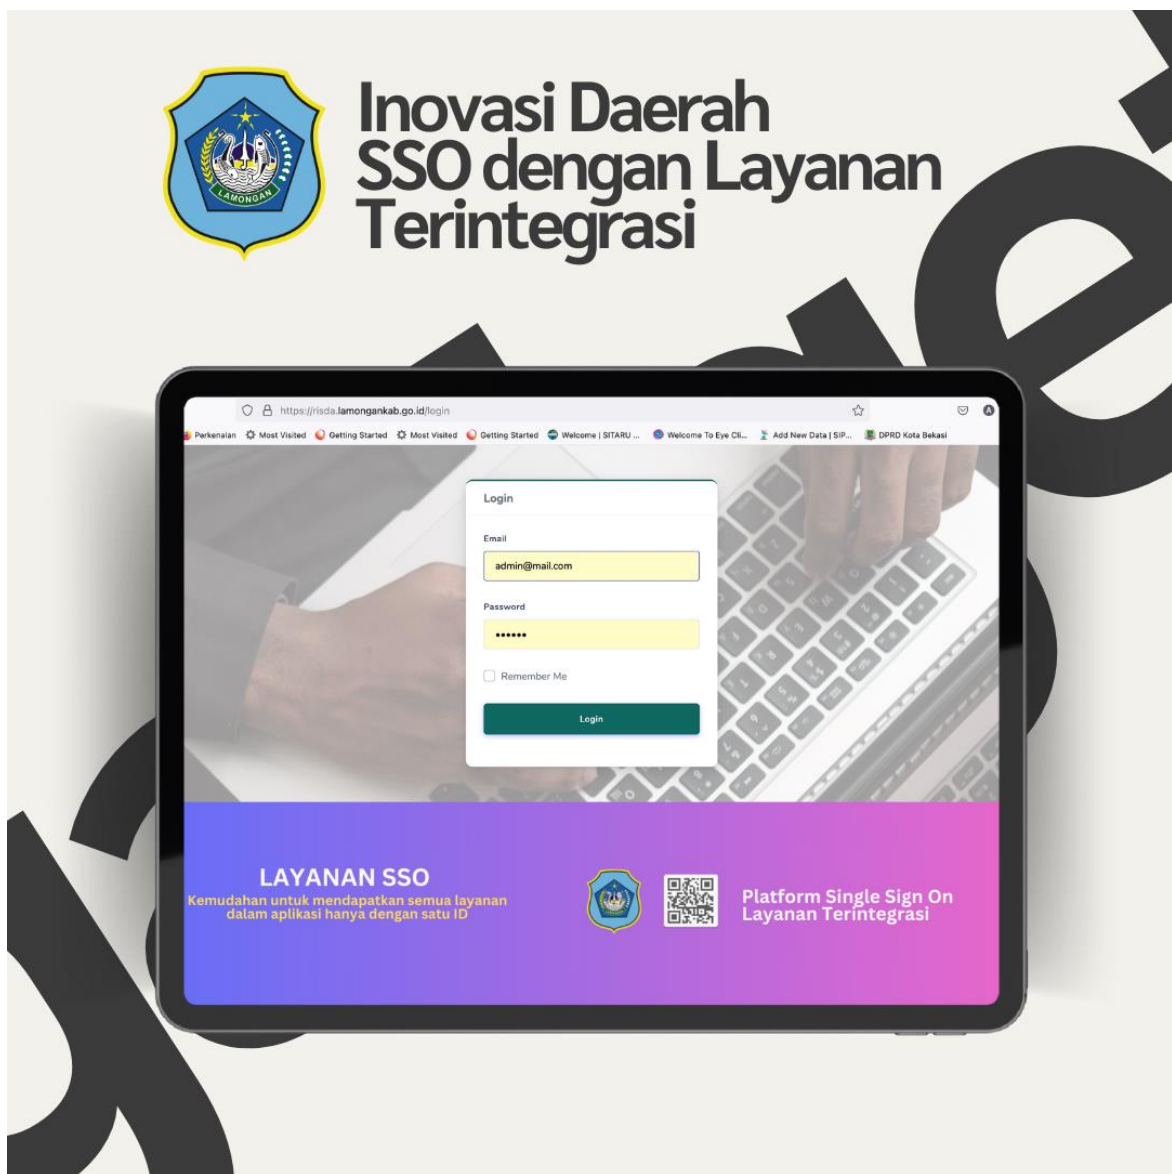 Inovasi Daerah
SSO dengan Layanan
Terintegrasi
LAMONGAN
https://risda.lamongankab.go.id/login
Perkenalan Most Visited Getting Started Most Visited Getting Started Welcome | SITARU ... Welcome To Eye Cli... Add New Data | SIP... DPRD Kota Bekasi
Login
Email
admin@mail.com
Password
••••••
Remember Me
Login
LAYANAN SSO
Kemudahan untuk mendapatkan semua layanan
dalam aplikasi hanya dengan satu ID
Platform Single Sign On
Layanan Terintegrasi